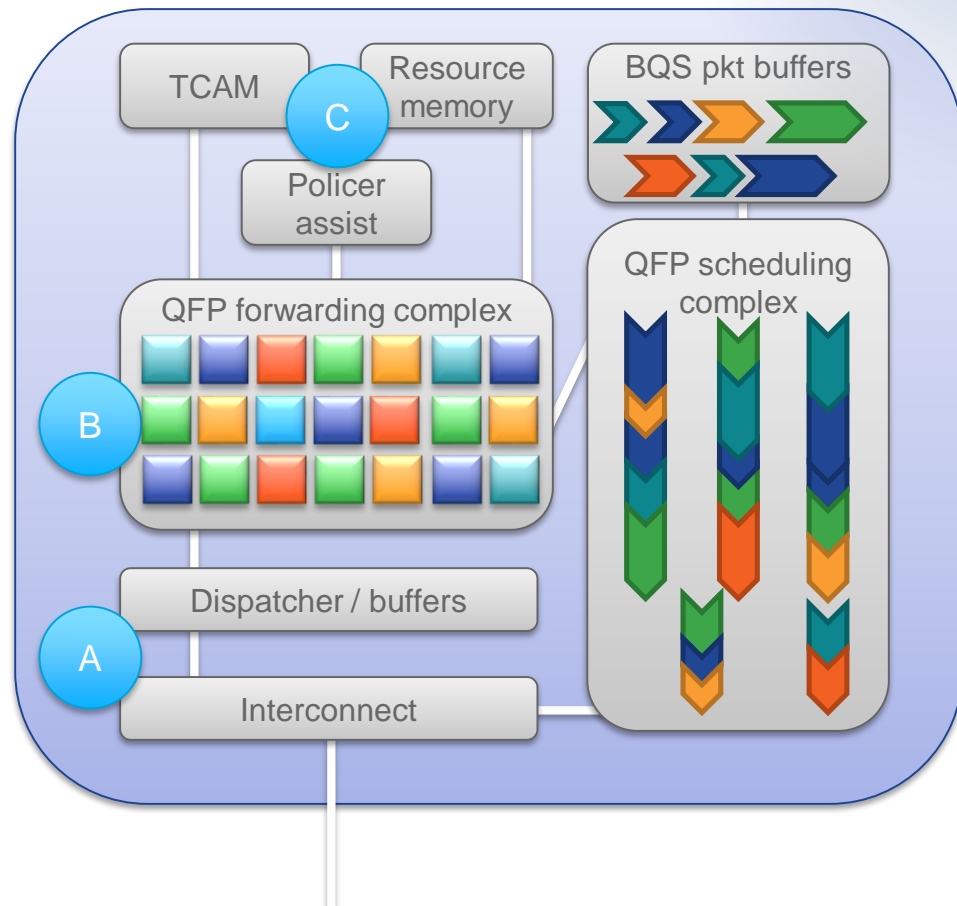 TCAM
C
Resource
memory
BQS pkt buffers
Policer
assist
QFP forwarding complex
QFP scheduling
complex
B
Dispatcher / buffers
A
Interconnect